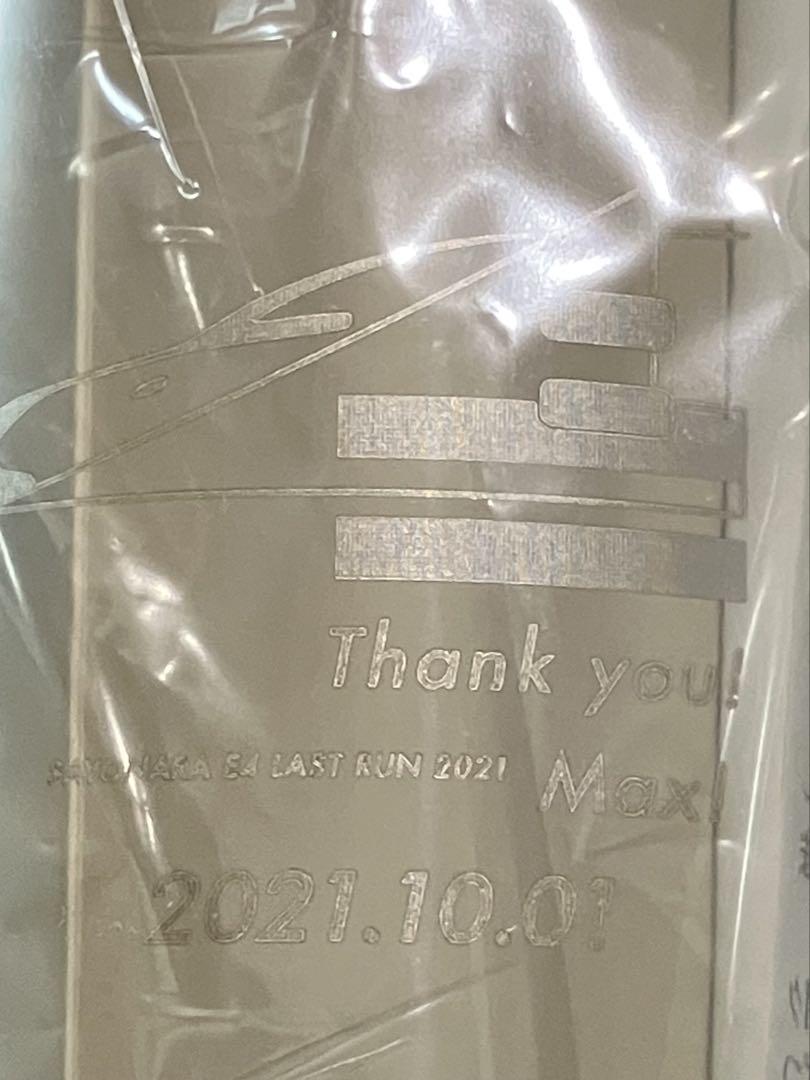 Thank you!
SAYONARA E4 LAST RUN 2021
Max!
2021.10.01